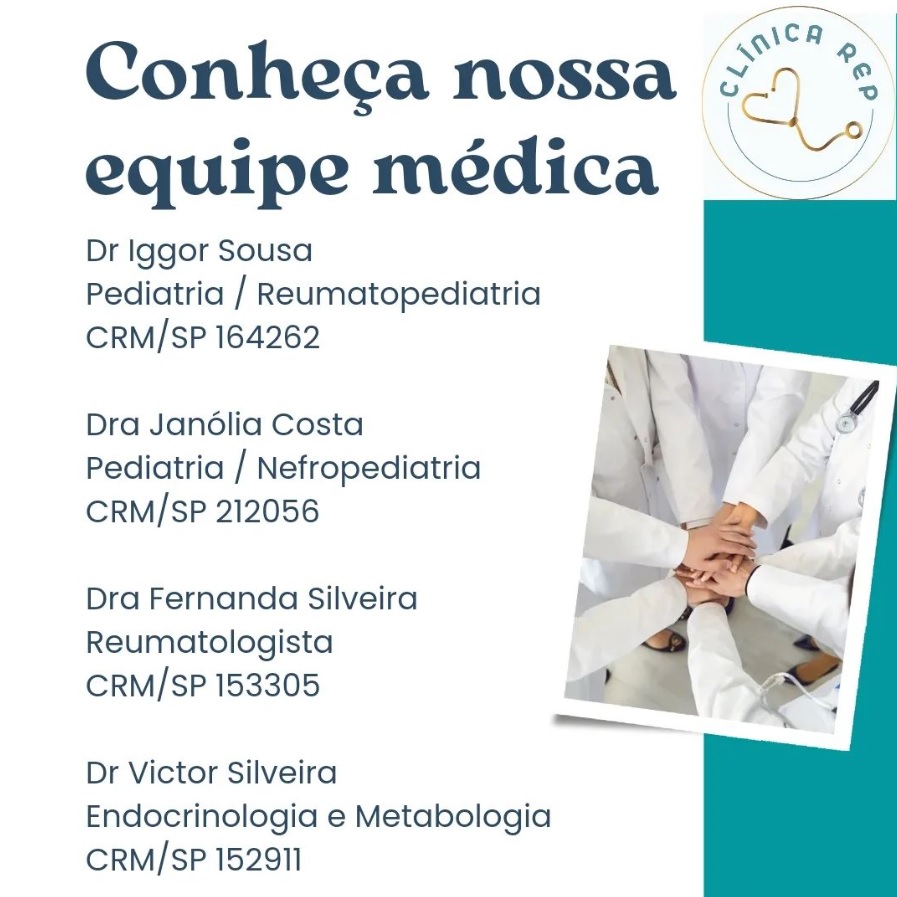 Conheça nossa
equipe médica
CLÍNICA REP
Dr Iggor Sousa
Pediatria / Reumatopediatria
CRM/SP 164262
Dra Janólia Costa
Pediatria / Nefropediatria
CRM/SP 212056
Dra Fernanda Silveira
Reumatologista
CRM/SP 153305
Dr Victor Silveira
Endocrinologia e Metabologia
CRM/SP 152911